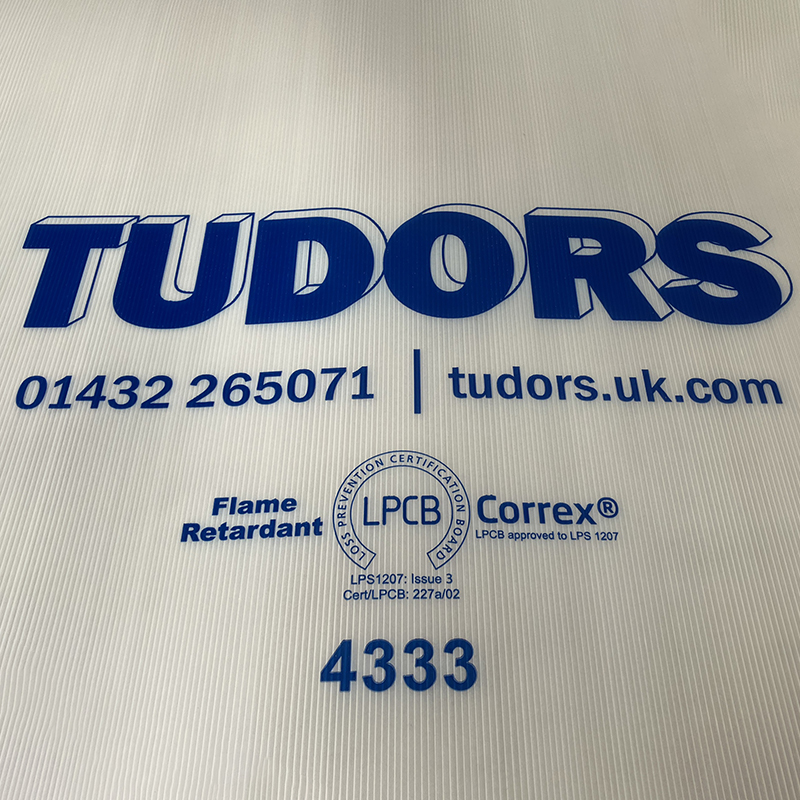 TUDORS
01432 265071 | tudors.uk.com
Flame
Retardant
LOSS PREVENTION CERTIFICATION BOARD
LPCB
Correx®
LPCB approved to LPS 1207
LPS1207: Issue 3
Cert/LPCB: 227a/02
4333